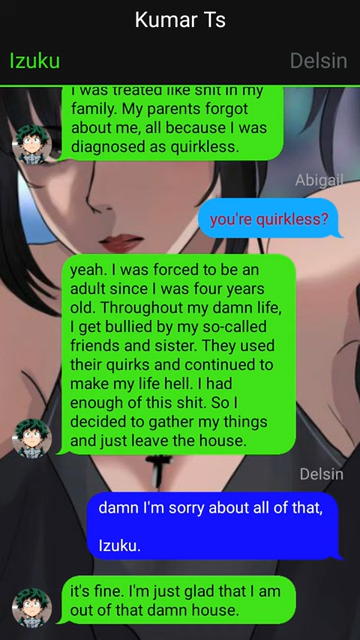 Kumar Ts
Izuku
Delsin
I was treated like shit in my
family. My parents forgot
about me, all because I was
diagnosed as quirkless.
Abigail
you're quirkless?
yeah. I was forced to be an
adult since I was four years
old. Throughout my damn life,
I get bullied by my so-called
friends and sister. They used
their quirks and continued to
make my life hell. I had
enough of this shit. So I
decided to gather my things
and just leave the house.
Delsin
damn I'm sorry about all of that,
Izuku.
it's fine. I'm just glad that I am
out of that damn house.